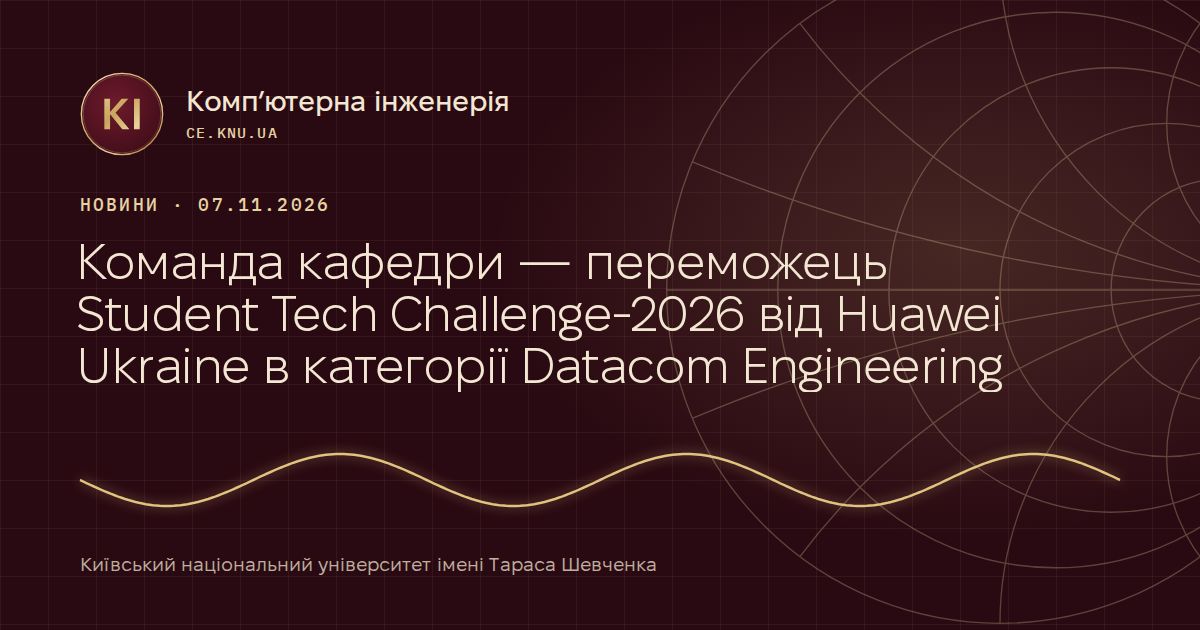 КІ
Комп’ютерна інженерія
CE.KNU.UA
НОВИНИ · 07.11.2026
Команда кафедри — переможець
Student Tech Challenge-2026 від Huawei
Ukraine в категорії Datacom Engineering
Київський національний університет імені Тараса Шевченка